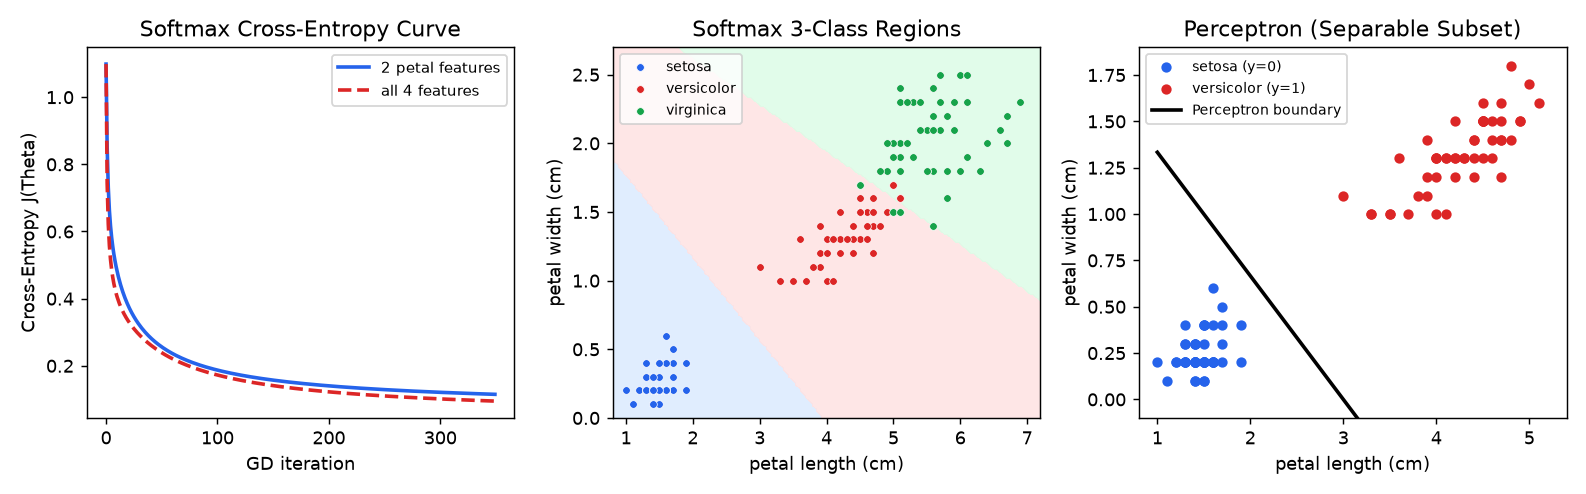 Softmax Cross-Entropy Curve
Cross-Entropy J(Theta)
1.0
0.8
0.6
0.4
0.2
2 petal features
all 4 features
0 100 200 300
GD iteration
Softmax 3-Class Regions
petal width (cm)
2.5
2.0
1.5
1.0
0.5
0.0
setosa
versicolor
virginica
1 2 3 4 5 6 7
petal length (cm)
Perceptron (Separable Subset)
petal width (cm)
1.75
1.50
1.25
1.00
0.75
0.50
0.25
0.00
setosa (y=0)
versicolor (y=1)
Perceptron boundary
1 2 3 4 5
petal length (cm)